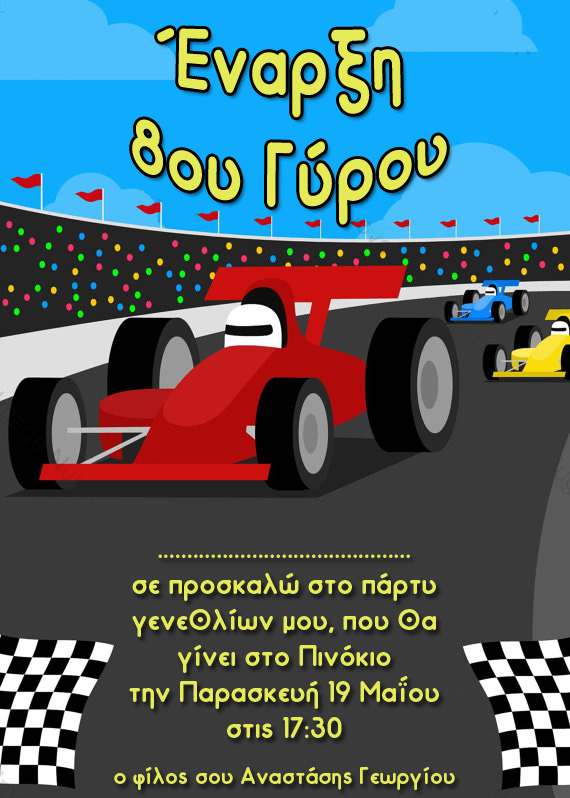 Έναρξη
8ου Γύρου
...........................................
σε προσκαλώ στο πάρτυ
γενεθλίων μου, που θα
γίνει στο Πινόκιο
την Παρασκευή 19 Μαΐου
στις 17:30
ο φίλος σου Αναστάσης Γεωργίου